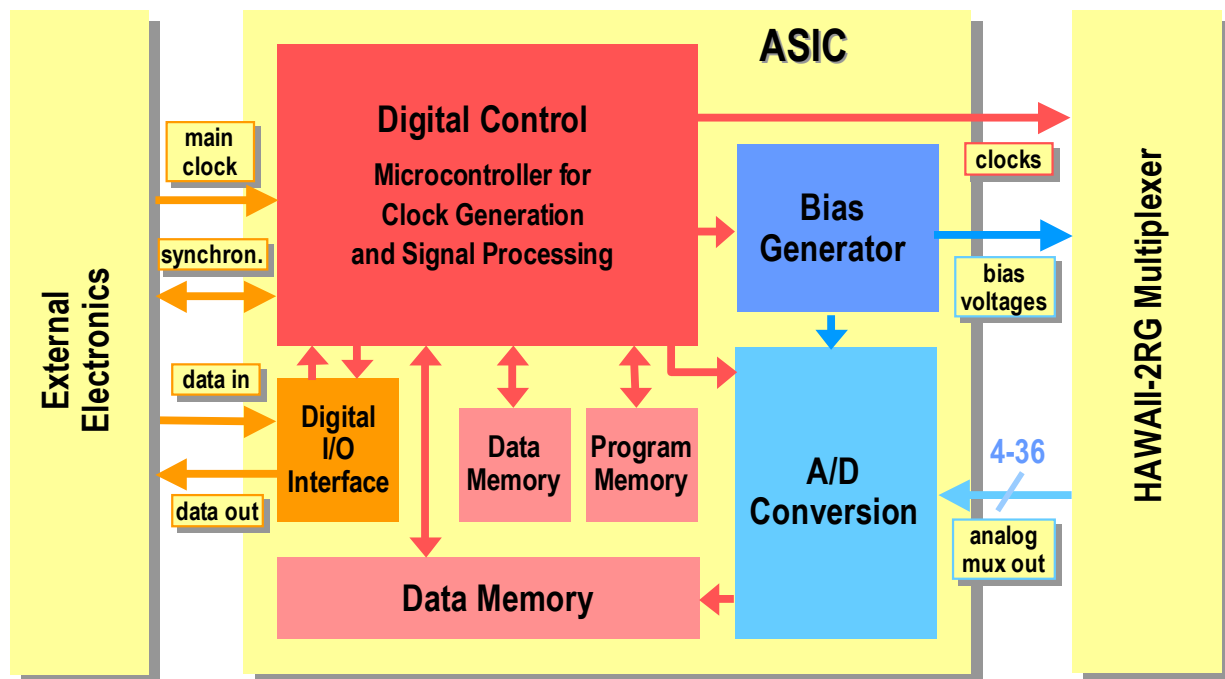 ASIC
Digital Control
Microcontroller for
Clock Generation
and Signal Processing
main
clock
synchron.
data in
data out
External
Electronics
Digital
I/O
Interface
Data
Memory
Program
Memory
Data Memory
Bias
Generator
A/D
Conversion
clocks
bias
voltages
4-36
analog
mux out
HAWAII-2RG Multiplexer